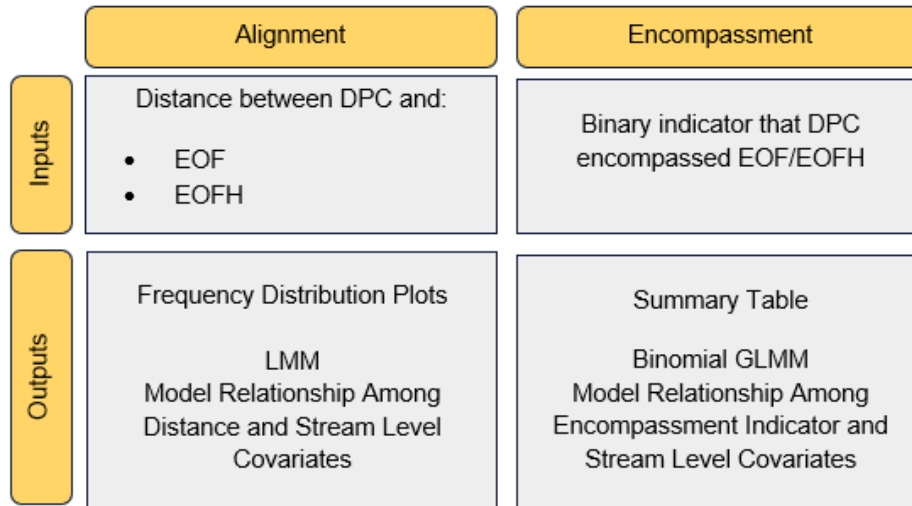 Alignment
Encompassment
Inputs
Distance between DPC and:
• EOF
• EOFH
Binary indicator that DPC
encompassed EOF/EOFH
Outputs
Frequency Distribution Plots
LMM
Model Relationship Among
Distance and Stream Level
Covariates
Summary Table
Binomial GLMM
Model Relationship Among
Encompassment Indicator and
Stream Level Covariates